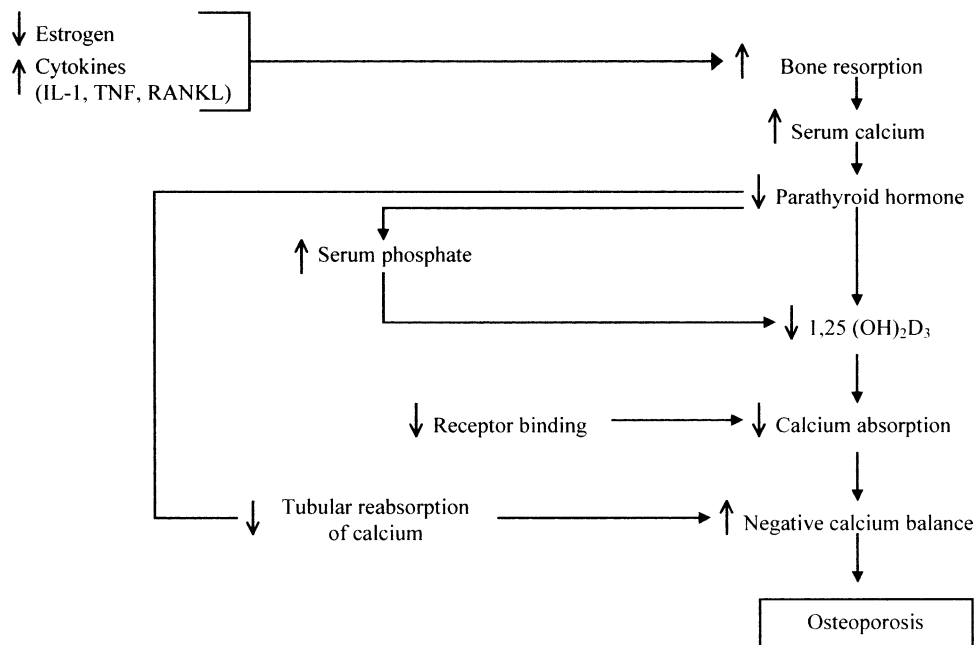 ↓ Estrogen
↑ Cytokines
(IL-1, TNF, RANKL)
↑ Bone resorption
↑ Serum calcium
↓ Parathyroid hormone
↑ Serum phosphate
↓ 1,25 (OH)₂D₃
↓ Receptor binding
↓ Calcium absorption
↓ Tubular reabsorption
of calcium
↑ Negative calcium balance
Osteoporosis